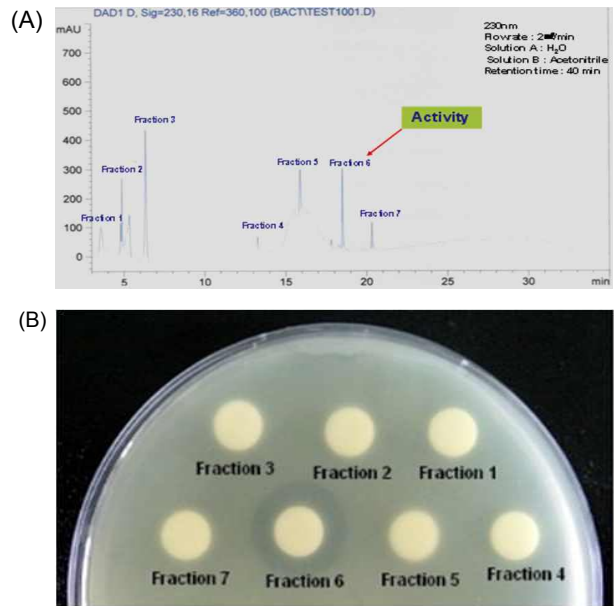 (A)
DAD1 D, Sig=230,16 Ref=360,100 (BACT\TEST1001.D)
mAU
230nm
Flowrate : 2㎖/min
Solution A : H₂O
Solution B : Acetonitrile
Retention time : 40 min
700
600
500
400
300
200
100
0
Fraction 3
Activity
Fraction 2
Fraction 5
Fraction 6
Fraction 1
Fraction 4
Fraction 7
5
10
15
20
25
30
min
(B)
Fraction 3
Fraction 2
Fraction 1
Fraction 7
Fraction 6
Fraction 5
Fraction 4